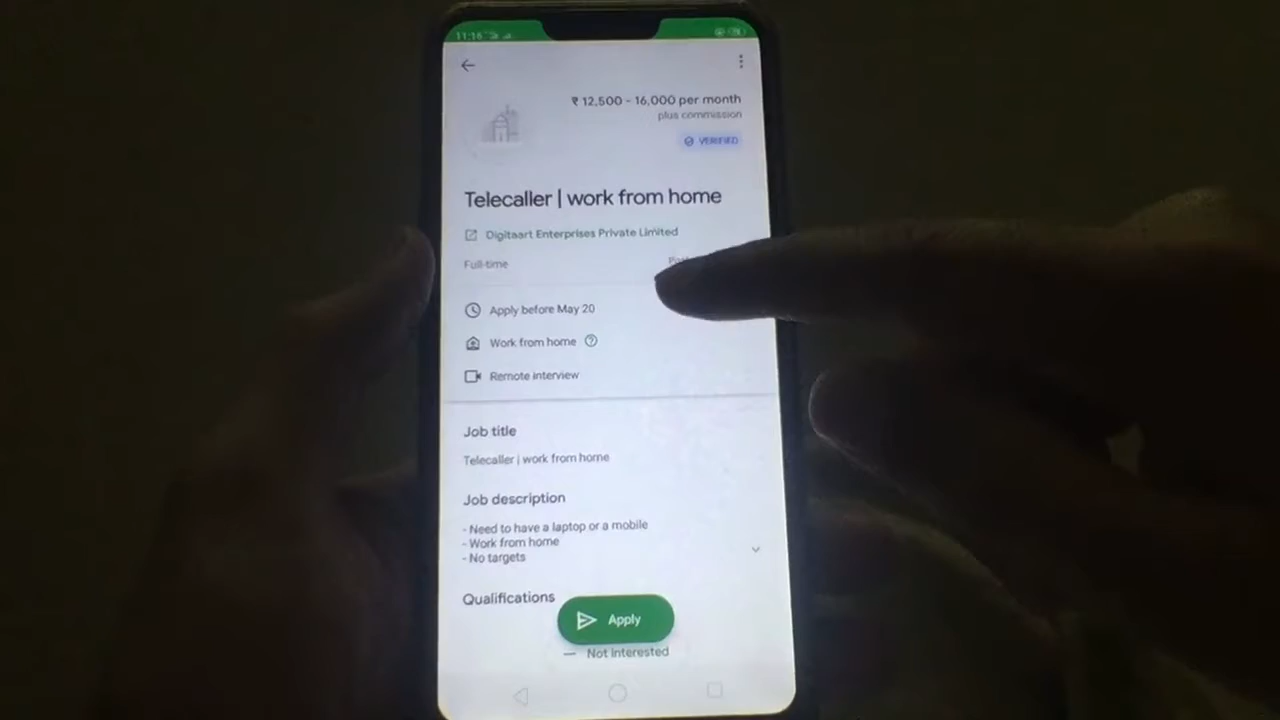 11:16
₹ 12,500 - 16,000 per month
plus commission
VERIFIED
Telecaller | work from home
Digitaart Enterprises Private Limited
Full-time
Apply before May 20
Work from home
Remote interview
Job title
Telecaller | work from home
Job description
- Need to have a laptop or a mobile
- Work from home
- No targets
Qualifications
Apply
Not interested